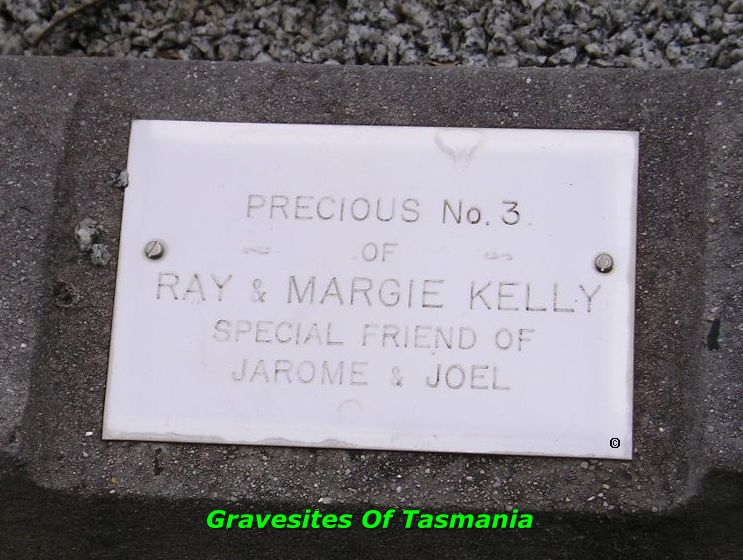 PRECIOUS No. 3
OF
RAY & MARGIE KELLY
SPECIAL FRIEND OF
JAROME & JOEL
©
Gravesites Of Tasmania